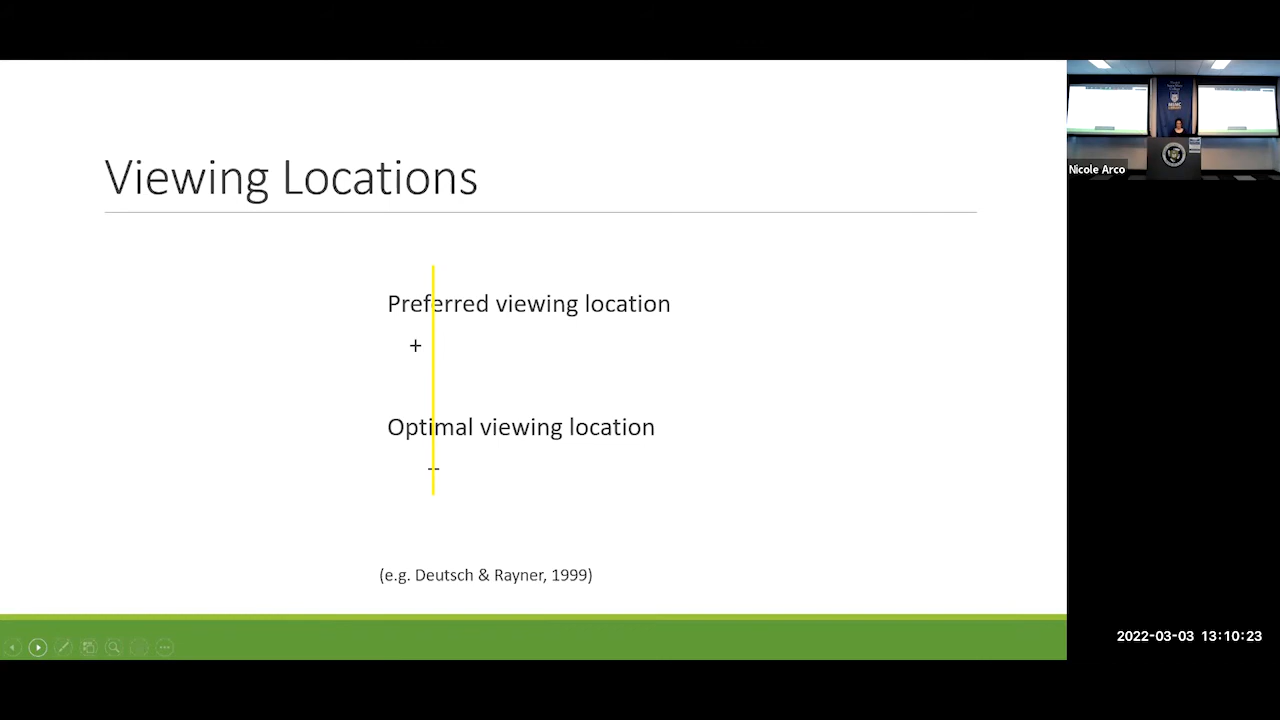 Viewing Locations
Preferred viewing location
+
Optimal viewing location
+
(e.g. Deutsch & Rayner, 1999)
Nicole Arco
2022-03-03 13:10:23